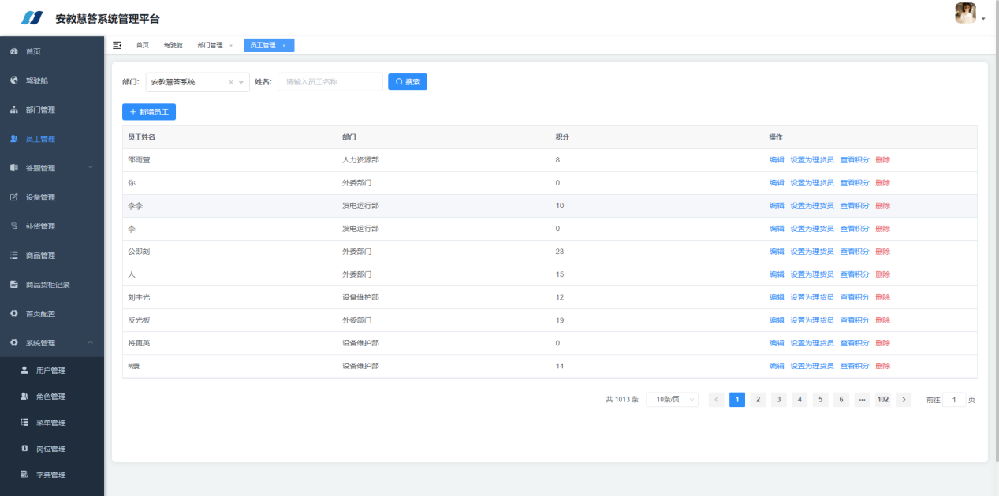 安教慧答系统管理平台
首页
驾驶舱
部门管理
员工管理
答题管理
设备管理
补货管理
商品管理
商品货柜记录
首页配置
系统管理
用户管理
角色管理
菜单管理
岗位管理
字典管理
首页 驾驶舱 部门管理 × 员工管理 ×
部门: 安教慧答系统 × 姓名: 请输入员工名称 搜索
+ 新增员工
员工姓名 部门 积分 操作
邵雨萱 人力资源部 8 编辑 设置为理货员 查看积分 删除
你 外委部门 0 编辑 设置为理货员 查看积分 删除
李李 发电运行部 10 编辑 设置为理货员 查看积分 删除
李 发电运行部 0 编辑 设置为理货员 查看积分 删除
公即刻 外委部门 23 编辑 设置为理货员 查看积分 删除
人 外委部门 15 编辑 设置为理货员 查看积分 删除
刘宇光 设备维护部 12 编辑 设置为理货员 查看积分 删除
反光板 外委部门 19 编辑 设置为理货员 查看积分 删除
将更英 设备维护部 0 编辑 设置为理货员 查看积分 删除
#康 设备维护部 14 编辑 设置为理货员 查看积分 删除
共 1013 条 10条/页 < 1 2 3 4 5 6 ··· 102 > 前往 1 页